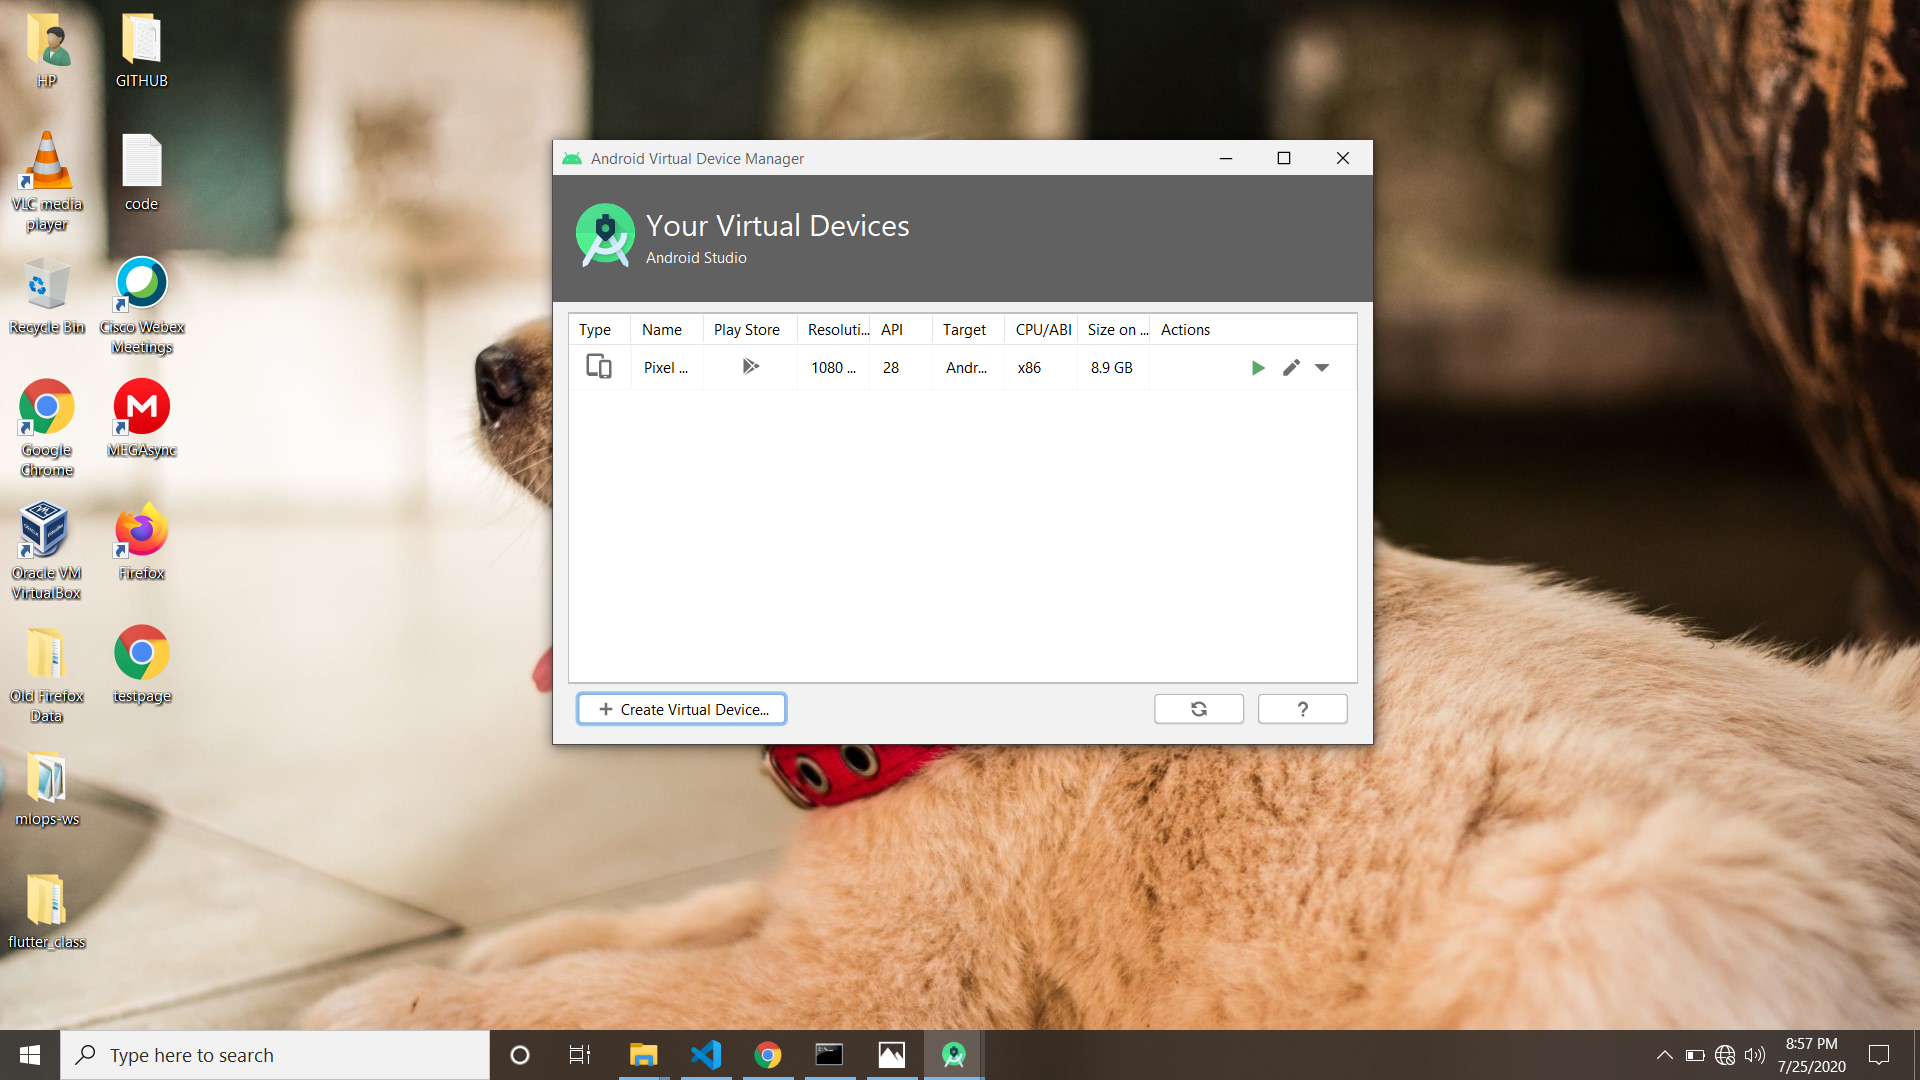 HP
GITHUB
VLC media
player
code
Recycle Bin
Cisco Webex
Meetings
Google
Chrome
MEGAsync
Oracle VM
VirtualBox
Firefox
Old Firefox
Data
testpage
mlops-ws
flutter_class
Android Virtual Device Manager
Your Virtual Devices
Android Studio
Type Name Play Store Resoluti... API Target CPU/ABI Size on ... Actions
Pixel ... 1080 ... 28 Andr... x86 8.9 GB
+ Create Virtual Device...
?
Type here to search
8:57 PM
7/25/2020